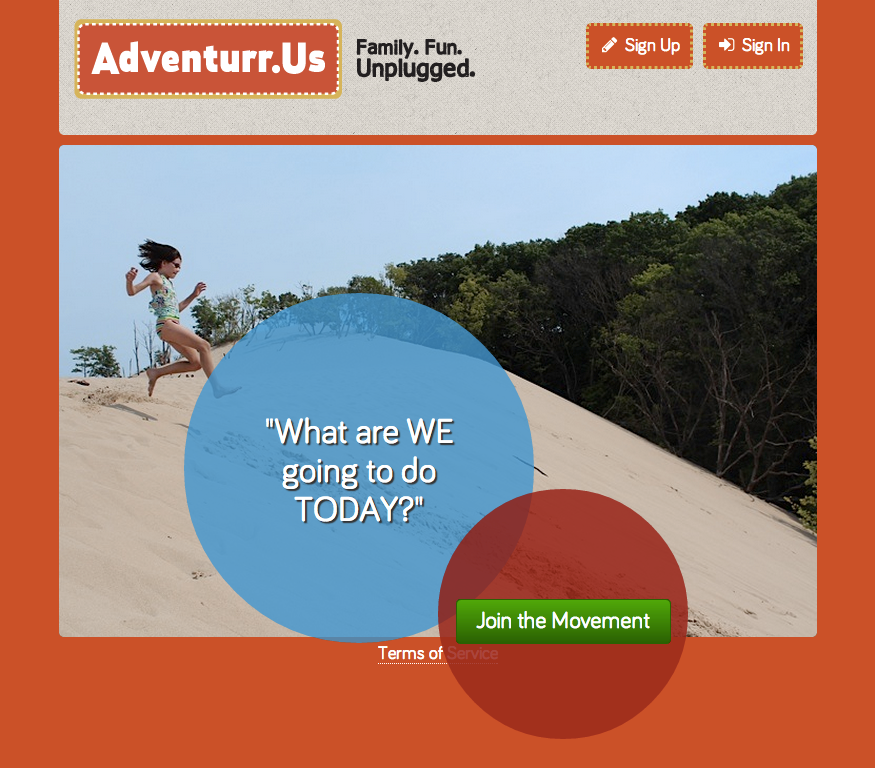 Adventurr.Us
Family. Fun.
Unplugged.
Sign Up
Sign In
"What are WE
going to do
TODAY?"
Join the Movement
Terms of Service